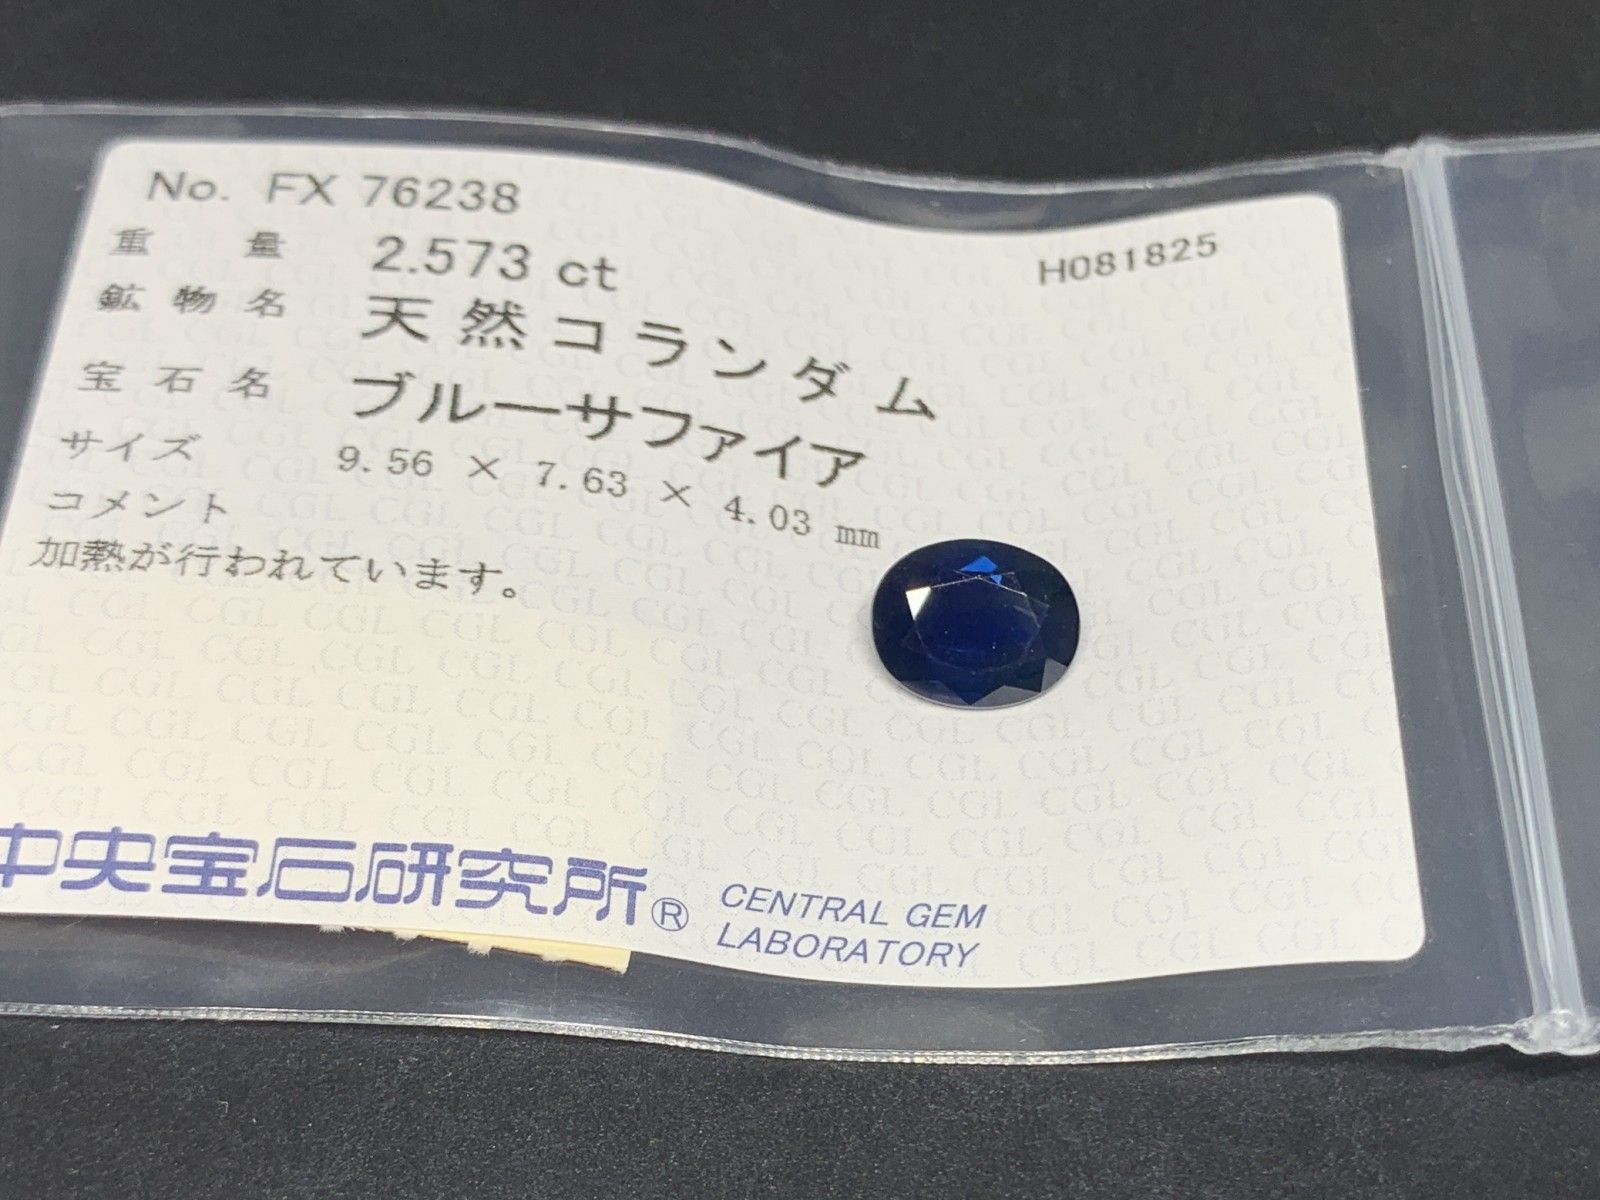 No. FX 76238
H081825
重量 2.573 ct
鉱物名 天然コランダム
宝石名 ブルーサファイア
サイズ 9.56 × 7.63 × 4.03 mm
コメント
加熱が行われています。
中央宝石研究所® CENTRAL GEM
LABORATORY